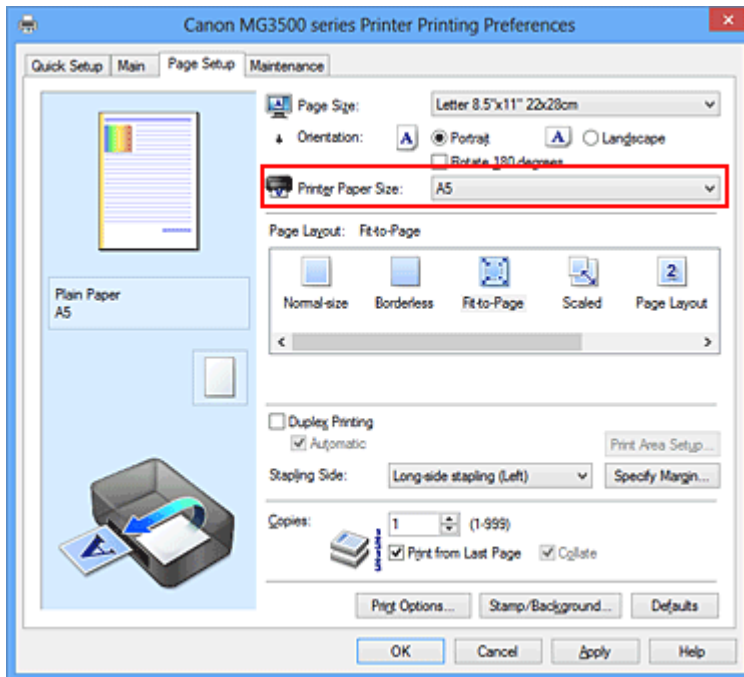 Canon MG3500 series Printer Printing Preferences
Quick Setup Main Page Setup Maintenance
Page Size: Letter 8.5"x11" 22x28cm
Orientation: A Portrait A Landscape
Rotate 180 degrees
Printer Paper Size: A5
Page Layout: Fit-to-Page
Normal-size Borderless Fit-to-Page Scaled Page Layout
Plain Paper
A5
Duplex Printing
Automatic Print Area Setup...
Stapling Side: Long-side stapling (Left) Specify Margin...
Copies: 1 (1-999)
Print from Last Page Collate
Print Options... Stamp/Background... Defaults
OK Cancel Apply Help